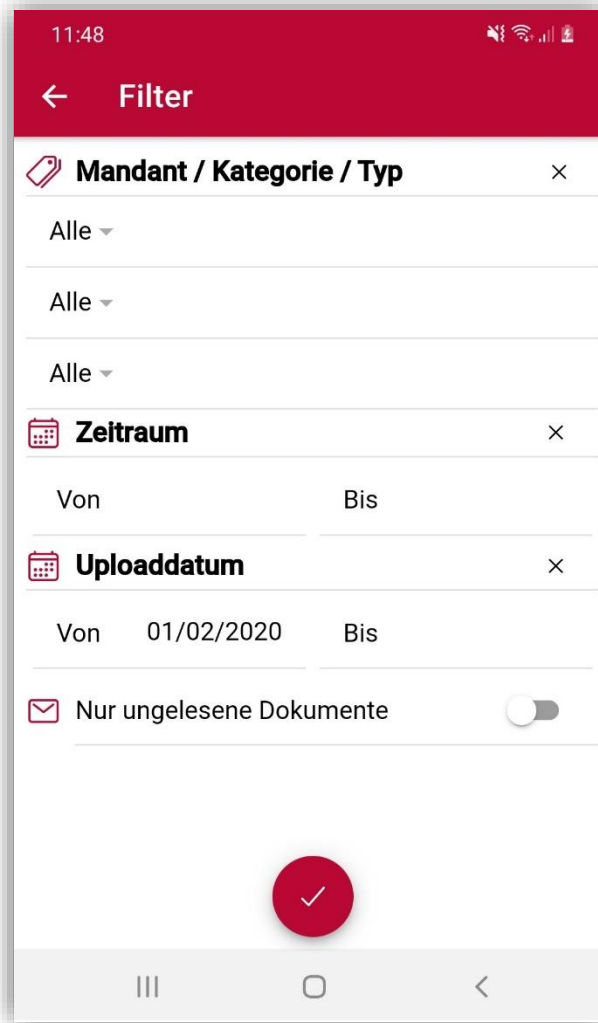 11:48
Filter
Mandant / Kategorie / Typ
Alle
Alle
Alle
Zeitraum
Von Bis
Uploaddatum
Von 01/02/2020 Bis
Nur ungelesene Dokumente